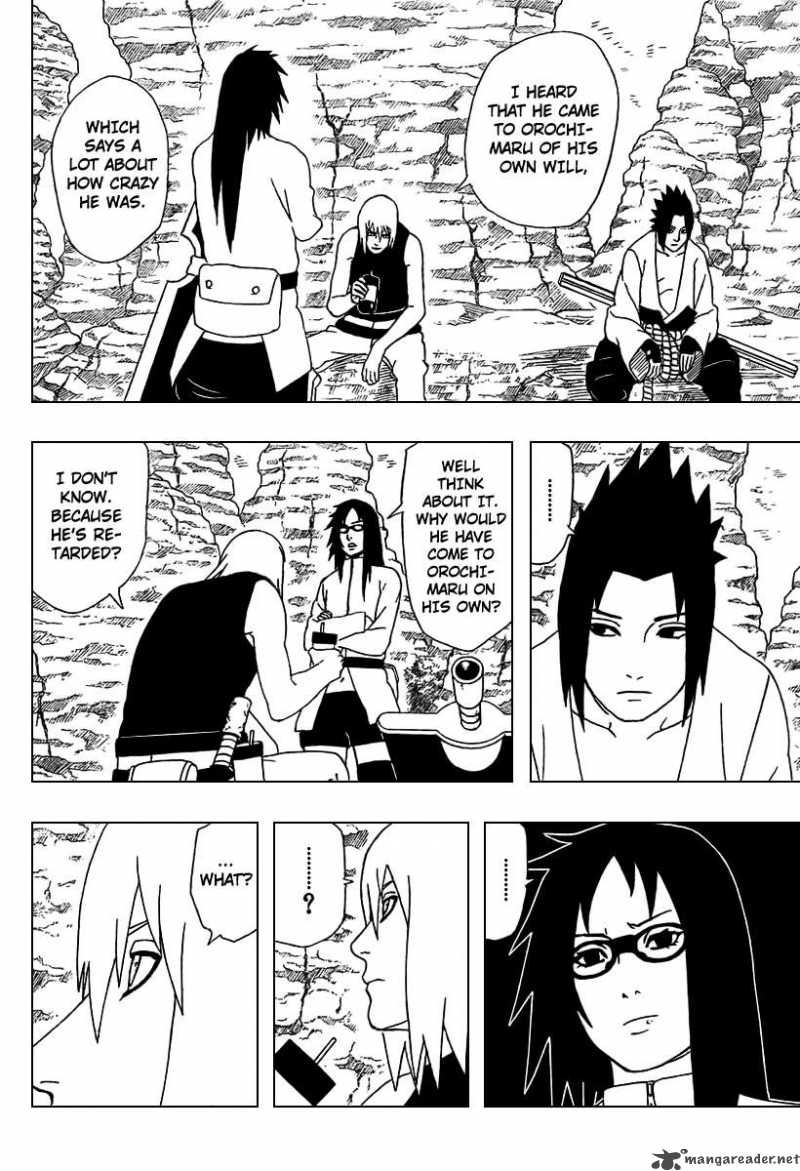 I HEARD
THAT HE CAME
TO OROCHI-
MARU OF HIS
OWN WILL,
WHICH
SAYS A
LOT ABOUT
HOW CRAZY
HE WAS.
..........
WELL
THINK
ABOUT IT.
WHY WOULD
HE HAVE
COME TO
OROCHI-
MARU ON
HIS OWN?
I DON'T
KNOW.
BECAUSE
HE'S RE-
TARDED?
..........
..........?
...
WHAT?
mangareader.net